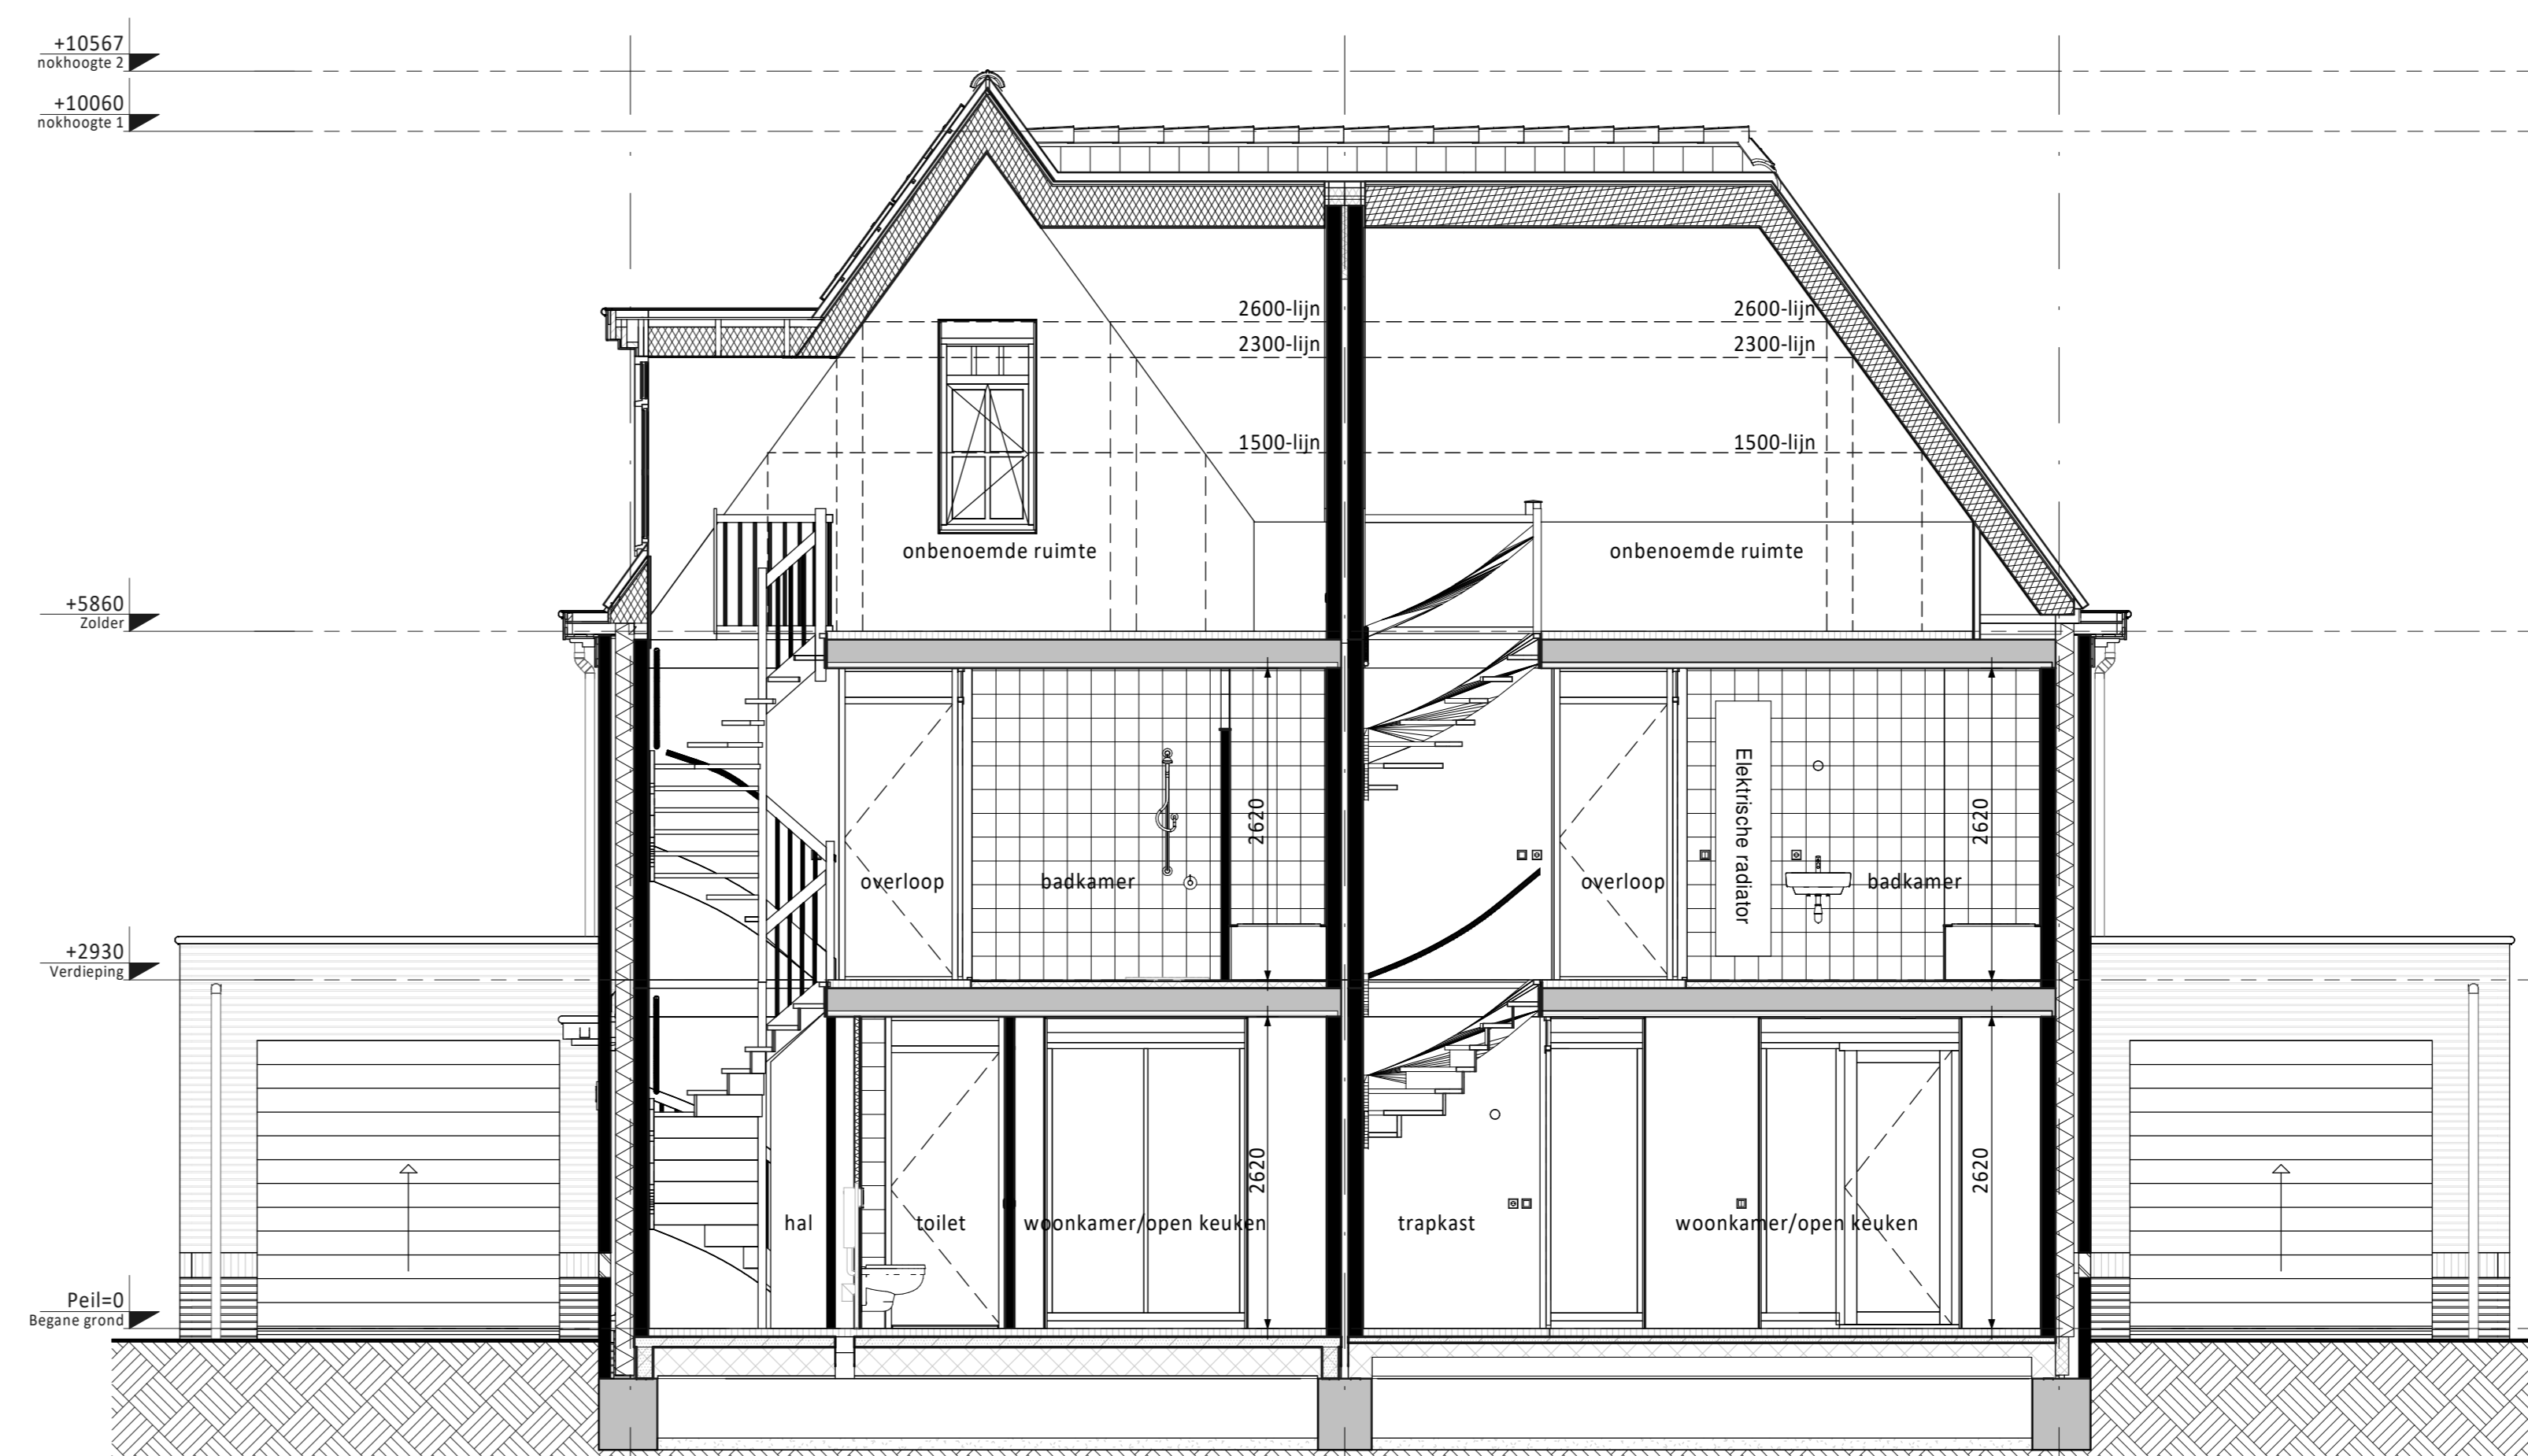 +10567
nokhoogte 2
+10060
nokhoogte 1
2600-lijn
2600-lijn
2300-lijn
2300-lijn
1500-lijn
1500-lijn
onbenoemde ruimte
onbenoemde ruimte
+5860
Zolder
Elektrische radiator
2620
2620
overloop
badkamer
overloop
badkamer
+2930
Verdieping
2620
2620
hal
toilet
woonkamer/open keuken
trapkast
woonkamer/open keuken
Peil=0
Begane grond